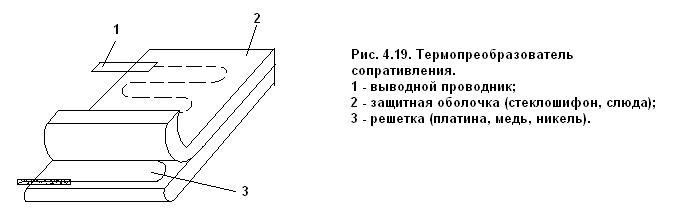 1
2
Рис. 4.19. Термопреобразователь
сопративления.
1 - выводной проводник;
2 - защитная оболочка (стеклошифон, слюда);
3 - решетка (платина, медь, никель).
3